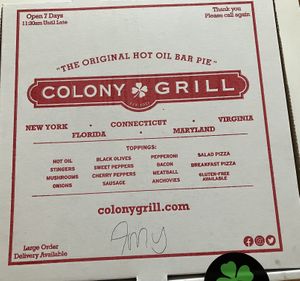 Open 7 Days
11:30am Until Late
Thank you
Please call again
"THE ORIGINAL HOT OIL BAR PIE"
COLONY GRILL
NEW YORK • CONNECTICUT • VIRGINIA
FLORIDA • MARYLAND
TOPPINGS:
HOT OIL
STINGERS
MUSHROOMS
ONIONS
BLACK OLIVES
SWEET PEPPERS
CHERRY PEPPERS
SAUSAGE
PEPPERONI
BACON
MEATBALL
ANCHOVIES
SALAD PIZZA
BREAKFAST PIZZA
GLUTEN-FREE
AVAILABLE
colonygrill.com
Amy
Large Order
Delivery Available